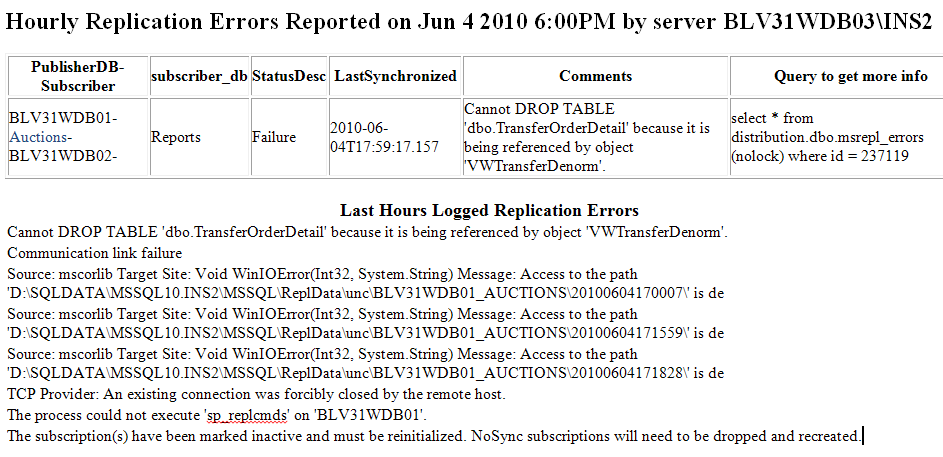 Hourly Replication Errors Reported on Jun 4 2010 6:00PM by server BLV31WDB03\INS2
PublisherDB-
Subscriber
subscriber_db
StatusDesc
LastSynchronized
Comments
Query to get more info
BLV31WDB01-
Auctions-
BLV31WDB02-
Reports
Failure
2010-06-
04T17:59:17.157
Cannot DROP TABLE
'dbo.TransferOrderDetail' because it is
being referenced by object
'VWTransferDenorm'.
select * from
distribution.dbo.msrepl_errors
(nolock) where id = 237119
Last Hours Logged Replication Errors
Cannot DROP TABLE 'dbo.TransferOrderDetail' because it is being referenced by object 'VWTransferDenorm'.
Communication link failure
Source: mscorlib Target Site: Void WinIOError(Int32, System.String) Message: Access to the path
'D:\SQLDATA\MSSQL10.INS2\MSSQL\ReplData\unc\BLV31WDB01_AUCTIONS\20100604170007\' is de
Source: mscorlib Target Site: Void WinIOError(Int32, System.String) Message: Access to the path
'D:\SQLDATA\MSSQL10.INS2\MSSQL\ReplData\unc\BLV31WDB01_AUCTIONS\20100604171559\' is de
Source: mscorlib Target Site: Void WinIOError(Int32, System.String) Message: Access to the path
'D:\SQLDATA\MSSQL10.INS2\MSSQL\ReplData\unc\BLV31WDB01_AUCTIONS\20100604171828\' is de
TCP Provider: An existing connection was forcibly closed by the remote host.
The process could not execute 'sp_replcmds' on 'BLV31WDB01'.
The subscription(s) have been marked inactive and must be reinitialized. NoSync subscriptions will need to be dropped and recreated.